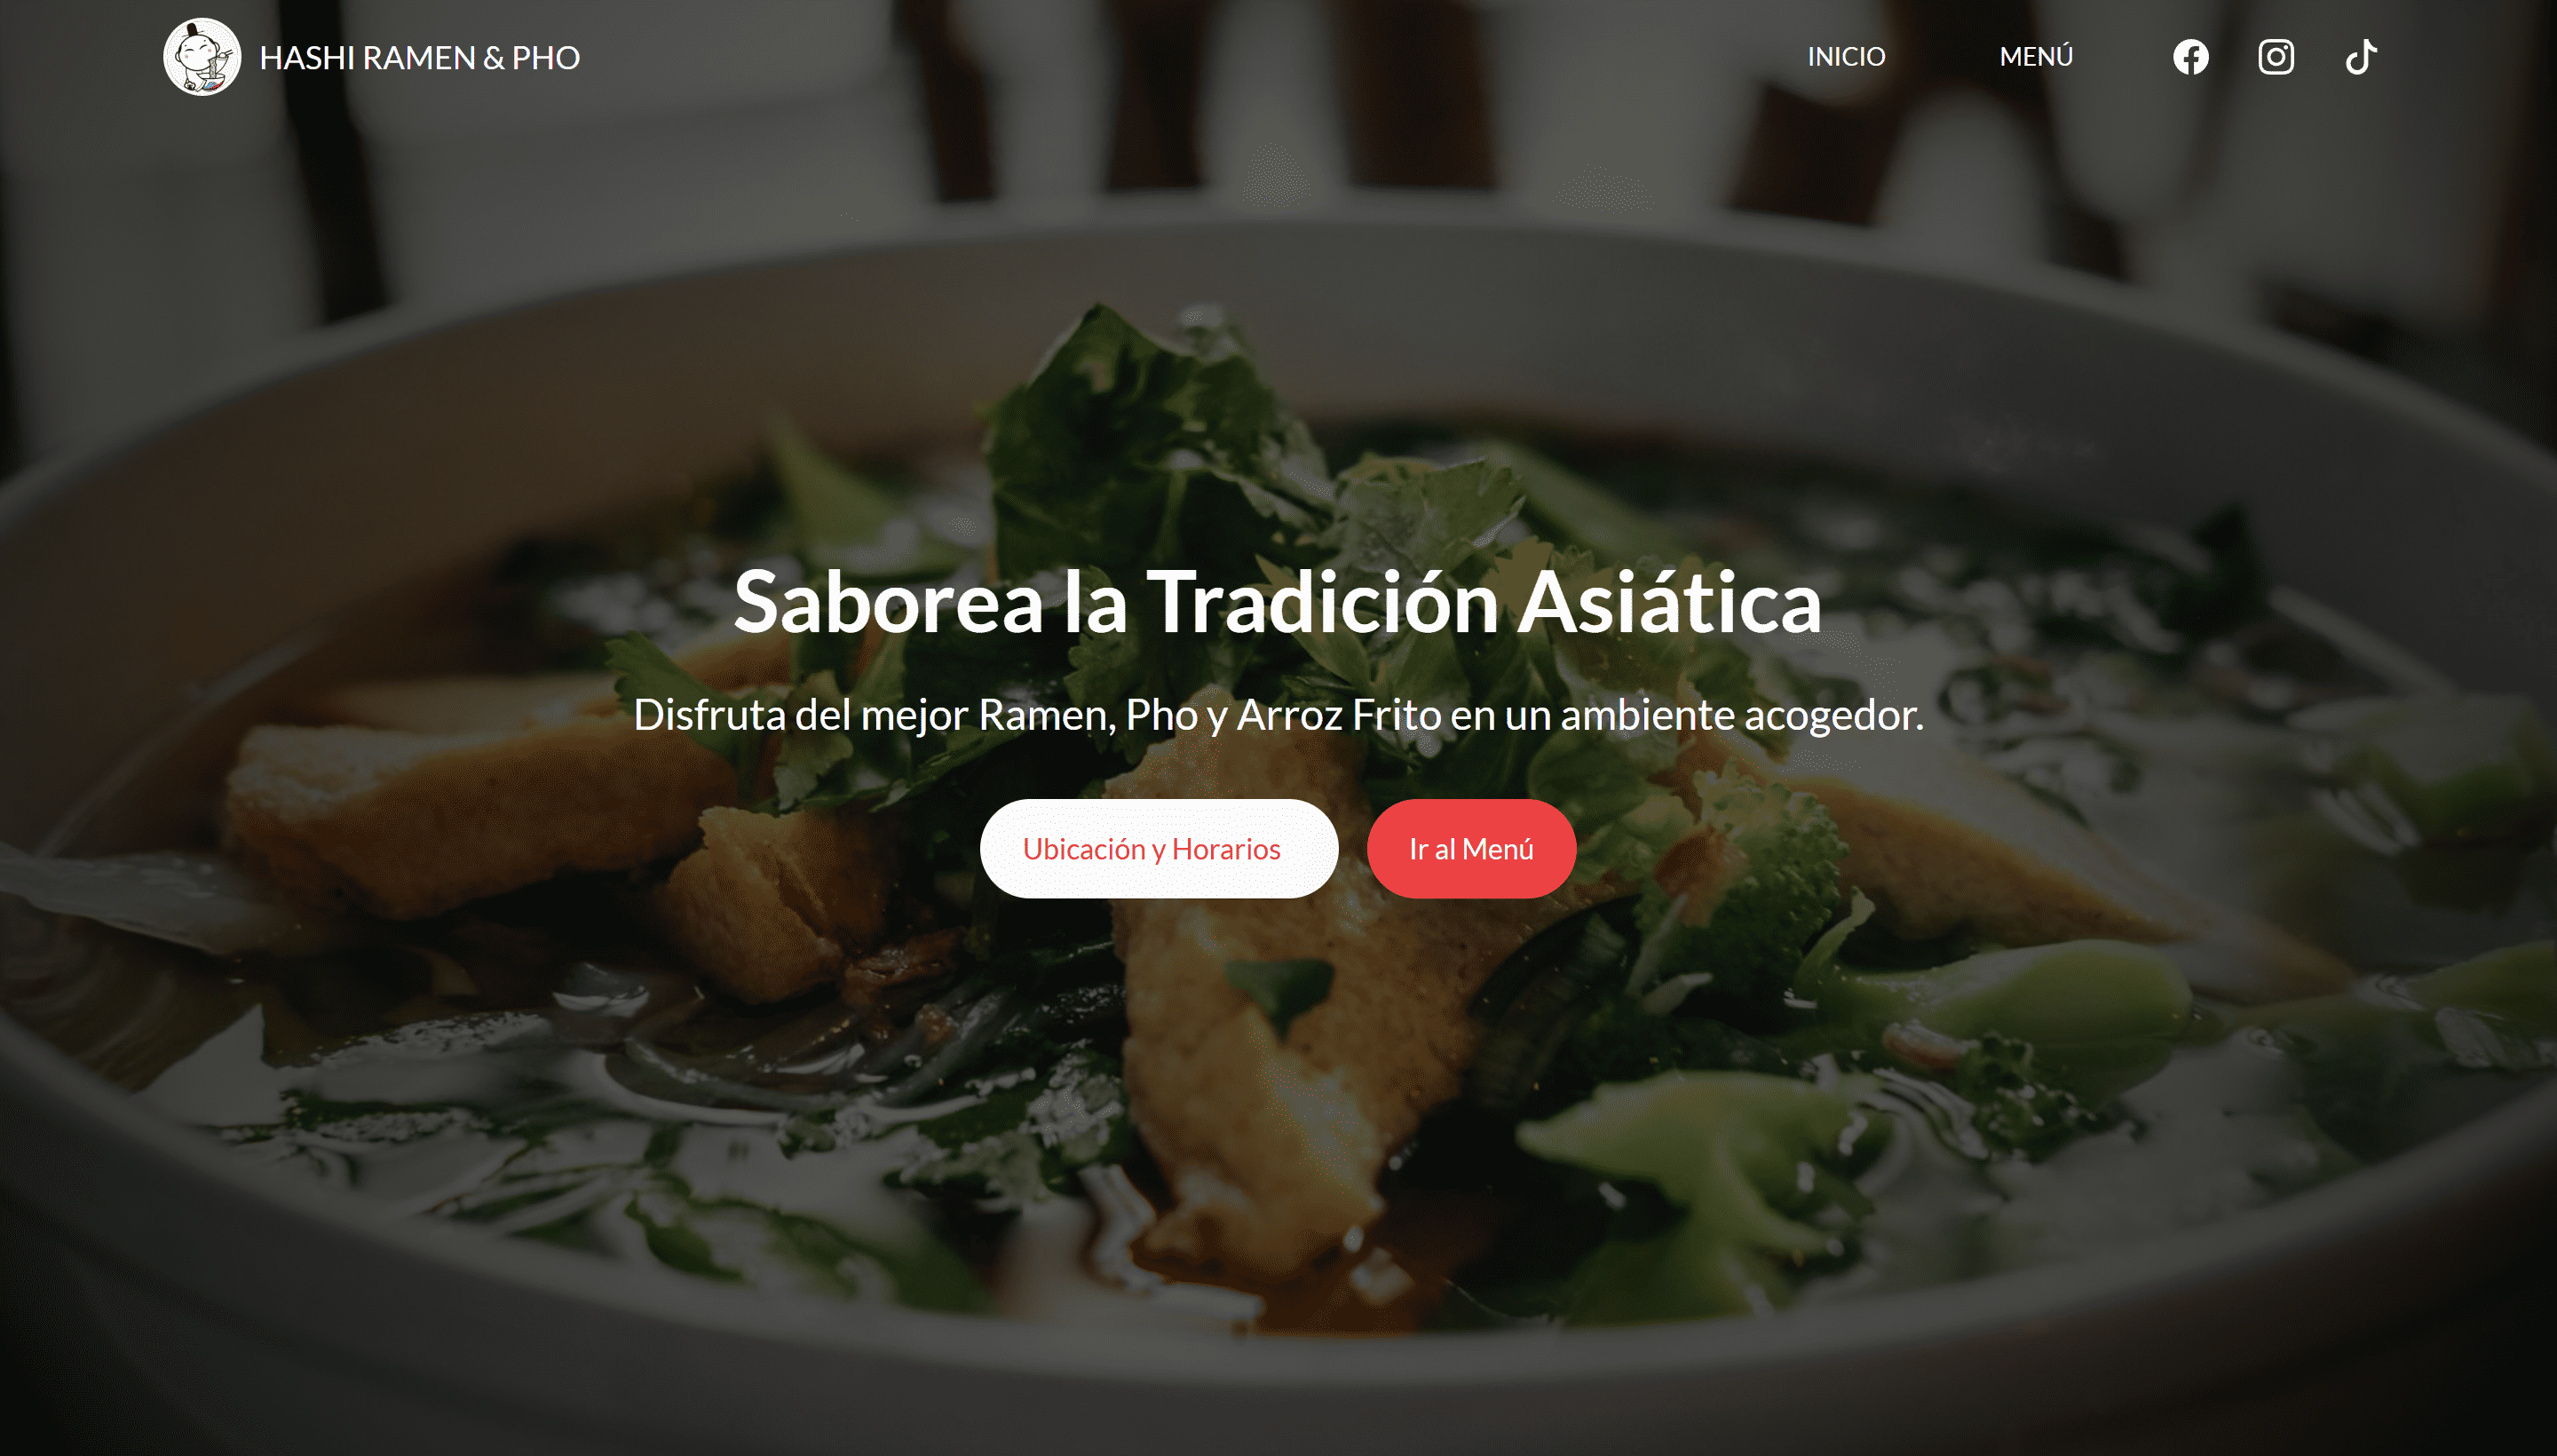 HASHI RAMEN & PHO
INICIO
MENÚ
Saborea la Tradición Asiática
Disfruta del mejor Ramen, Pho y Arroz Frito en un ambiente acogedor.
Ubicación y Horarios
Ir al Menú